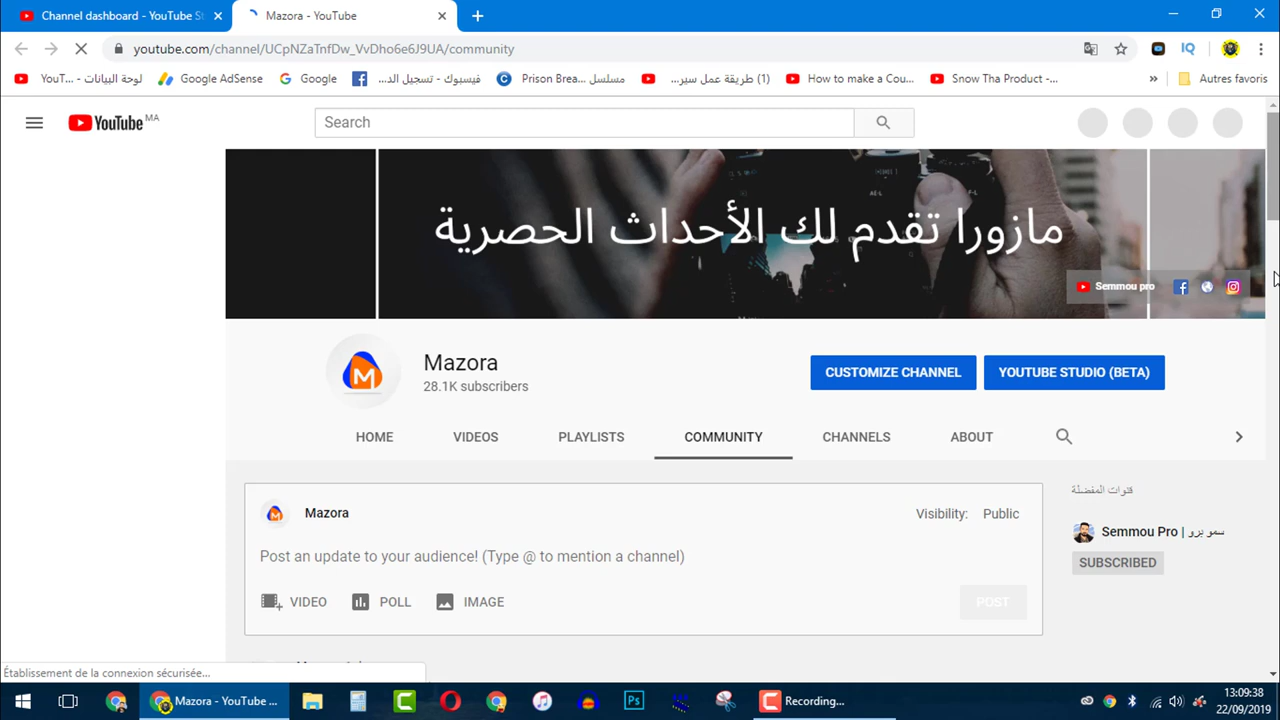 Channel dashboard - YouTube St
Mazora - YouTube
youtube.com/channel/UCpNZaTnfDw_VvDho6e6J9UA/community
IQ
YouT...
لوحة البيانات - YouT...
Google AdSense
Google
فيسبوك - تسجيل الد...
مسلسل Prison Brea...
(1) طريقة عمل سير...
How to make a Cou...
Snow Tha Product -...
»
Autres favoris
YouTube MA
Search
مازورا تقدم لك الأحداث الحصرية
Semmou pro
Mazora
28.1K subscribers
CUSTOMIZE CHANNEL
YOUTUBE STUDIO (BETA)
HOME
VIDEOS
PLAYLISTS
COMMUNITY
CHANNELS
ABOUT
Mazora
Visibility: Public
Post an update to your audience! (Type @ to mention a channel)
VIDEO
POLL
IMAGE
POST
قنوات المفضلة
Semmou Pro | سمو برو
SUBSCRIBED
Établissement de la connexion sécurisée...
Mazora - YouTube ...
Ps
Recording...
13:09:38
22/09/2019